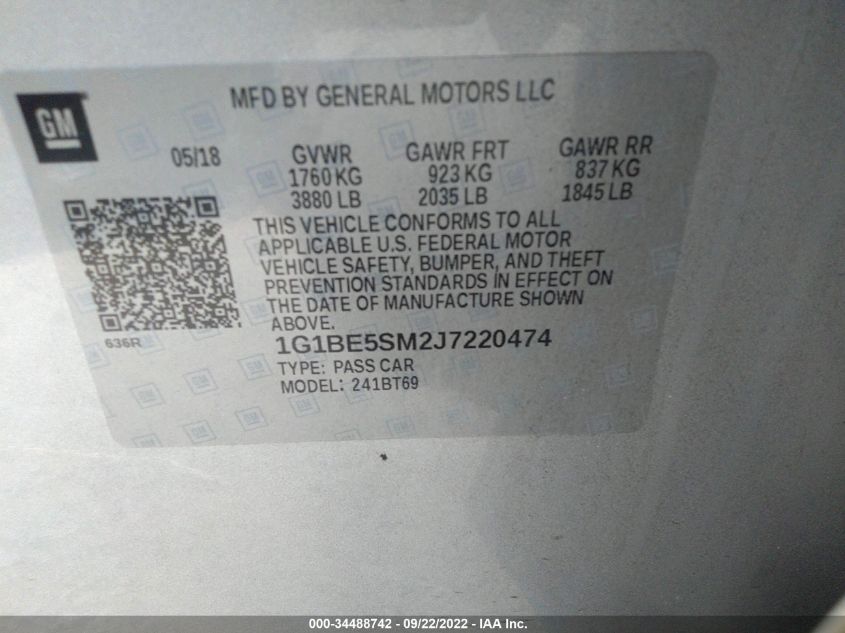 GM
MFD BY GENERAL MOTORS LLC
05/18 GVWR GAWR FRT GAWR RR
1760 KG 923 KG 837 KG
3880 LB 2035 LB 1845 LB
THIS VEHICLE CONFORMS TO ALL
APPLICABLE U.S. FEDERAL MOTOR
VEHICLE SAFETY, BUMPER, AND THEFT
PREVENTION STANDARDS IN EFFECT ON
THE DATE OF MANUFACTURE SHOWN
ABOVE.
636R
1G1BE5SM2J7220474
TYPE: PASS CAR
MODEL: 241BT69
000-34488742 - 09/22/2022 - IAA Inc.